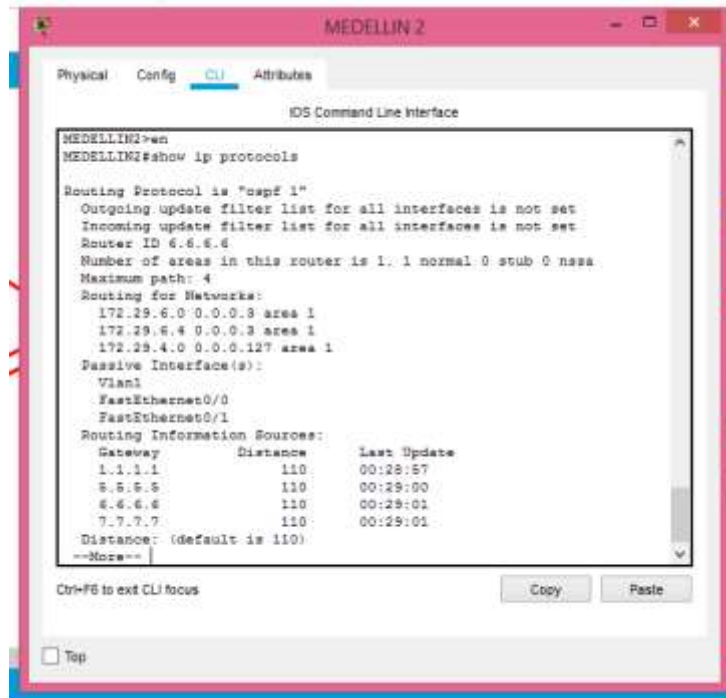 MEDELLIN 2
Physical Config CLI Attributes
IOS Command Line Interface
MEDELLIN2>en
MEDELLIN2#show ip protocols
Routing Protocol is "ospf 1"
Outgoing update filter list for all interfaces is not set
Incoming update filter list for all interfaces is not set
Router ID 6.6.6.6
Number of areas in this router is 1. 1 normal 0 stub 0 nssa
Maximum path: 4
Routing for Networks:
172.29.6.0 0.0.0.3 area 1
172.29.6.4 0.0.0.3 area 1
172.29.4.0 0.0.0.127 area 1
Passive Interface(s):
Vlan1
FastEthernet0/0
FastEthernet0/1
Routing Information Sources:
Gateway Distance Last Update
1.1.1.1 110 00:28:57
5.5.5.5 110 00:29:00
6.6.6.6 110 00:29:01
7.7.7.7 110 00:29:01
Distance: (default is 110)
--More--
Ctrl+F6 to exit CLI focus
Copy Paste
Top